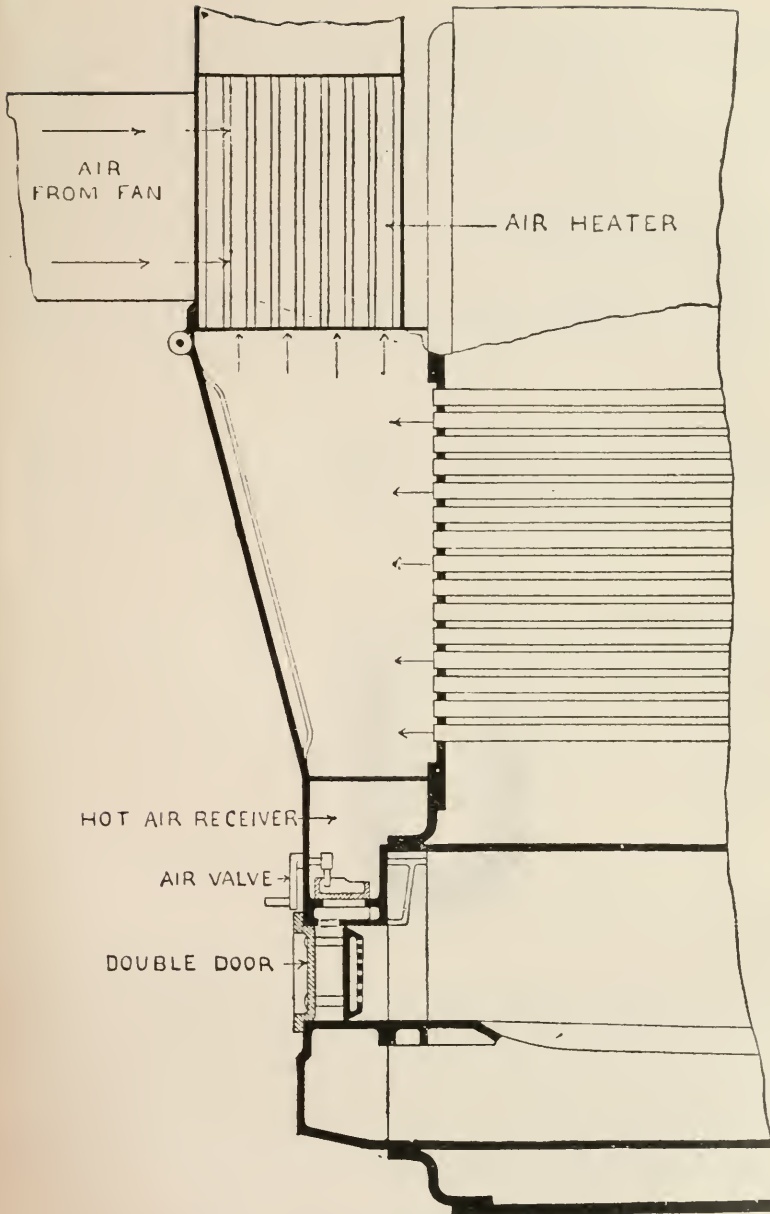 AIR
FROM FAN
AIR HEATER
HOT AIR RECEIVER
AIR VALVE
DOUBLE DOOR